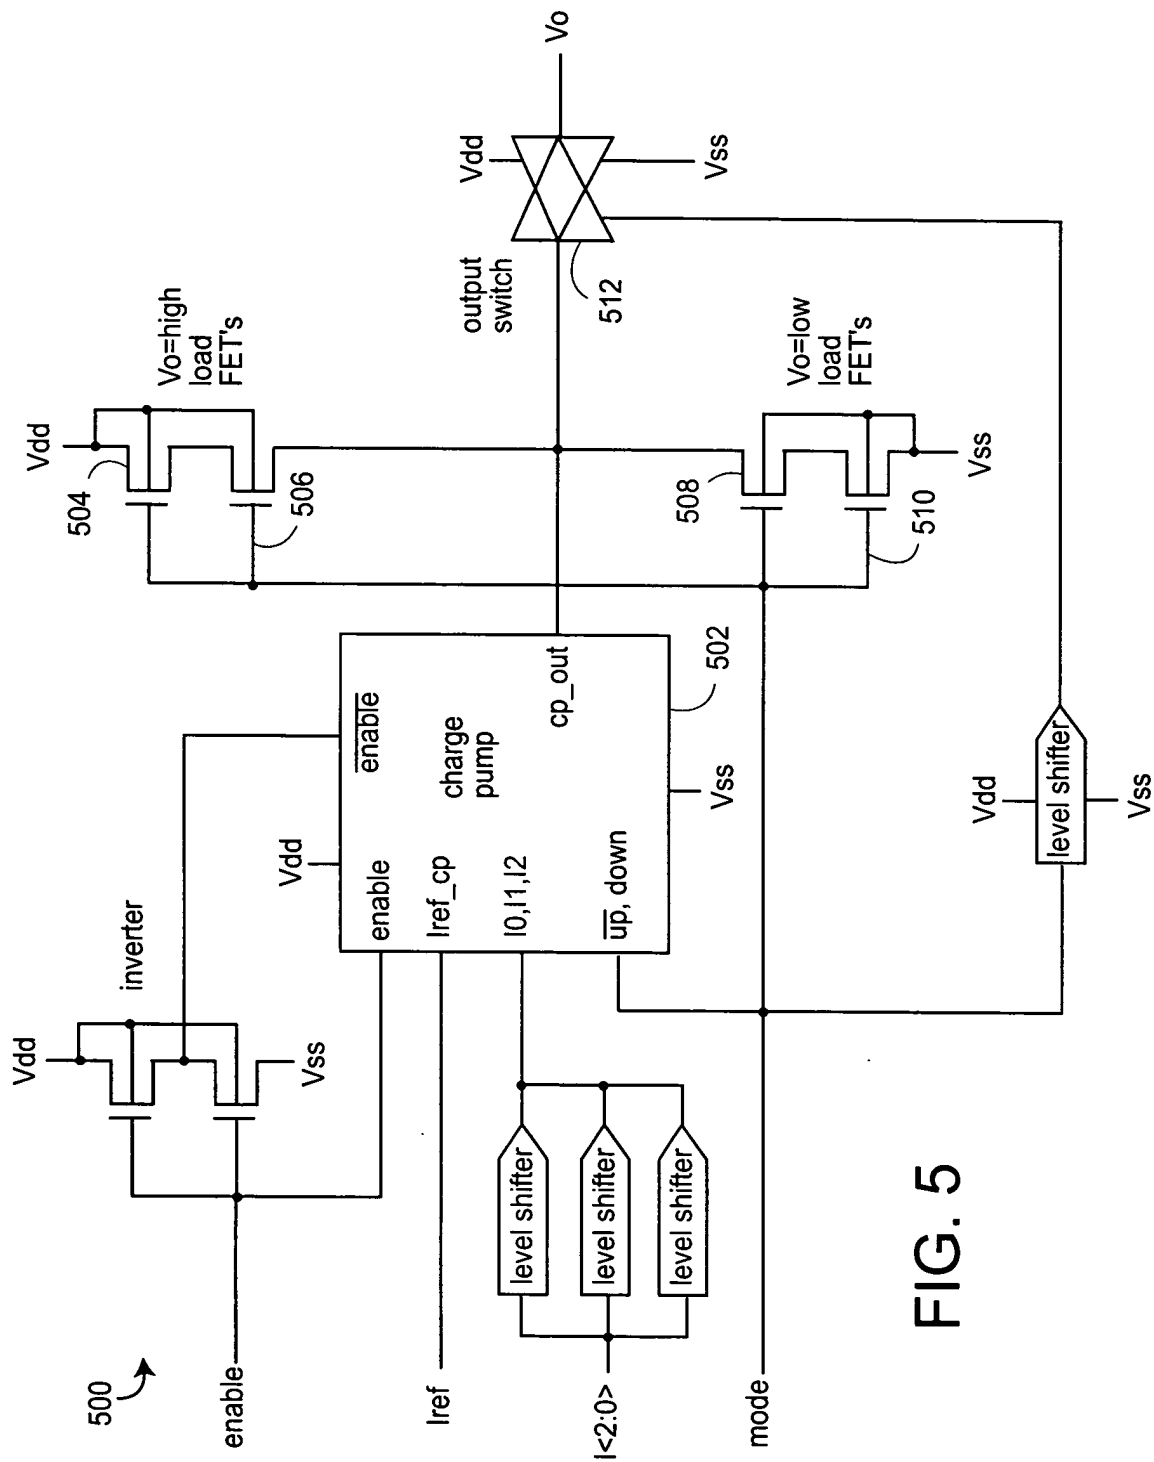 500
enable
Iref
I<2:0>
mode
Vdd
Vss
inverter
level shifter
level shifter
level shifter
Vdd
enable
enable
Iref_cp
I0,I1,I2
up, down
charge
pump
cp_out
Vss
502
Vdd
504
506
Vo=high
load
FET's
508
510
Vss
Vo=low
load
FET's
output
switch
512
Vdd
Vss
Vo
Vdd
level shifter
Vss
FIG. 5